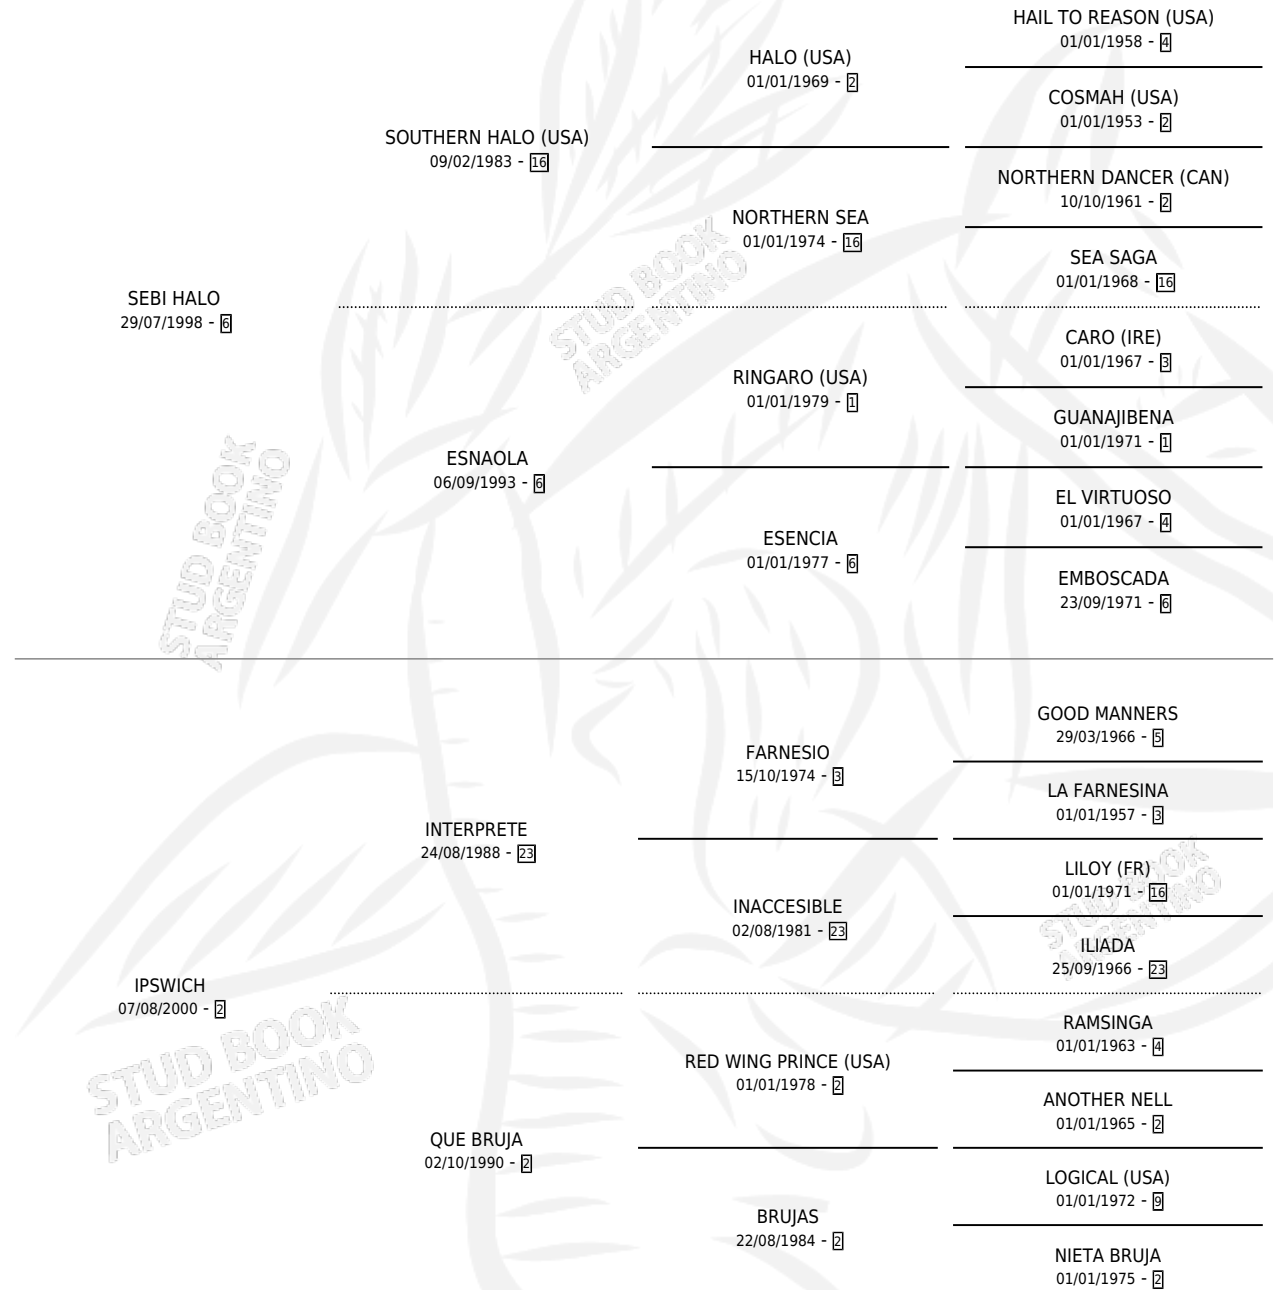 HAIL TO REASON (USA)
01/01/1958 - 4
HALO (USA)
01/01/1969 - 2
COSMAH (USA)
01/01/1953 - 2
SOUTHERN HALO (USA)
09/02/1983 - 16
NORTHERN DANCER (CAN)
10/10/1961 - 2
NORTHERN SEA
01/01/1974 - 16
SEA SAGA
01/01/1968 - 16
SEBI HALO
29/07/1998 - 6
CARO (IRE)
01/01/1967 - 3
RINGARO (USA)
01/01/1979 - 1
GUANAJIBENA
01/01/1971 - 1
ESNAOLA
06/09/1993 - 6
EL VIRTUOSO
01/01/1967 - 4
ESENCIA
01/01/1977 - 6
EMBOSCADA
23/09/1971 - 6
STUD BOOK
ARGENTINO
STUD BOOK
ARGENTINO
GOOD MANNERS
29/03/1966 - 5
FARNESIO
15/10/1974 - 3
LA FARNESINA
01/01/1957 - 3
INTERPRETE
24/08/1988 - 23
LILOY (FR)
01/01/1971 - 16
INACCESIBLE
02/08/1981 - 23
ILIADA
25/09/1966 - 23
STUD BOOK
ARGENTINO
IPSWICH
07/08/2000 - 2
RAMSINGA
01/01/1963 - 4
RED WING PRINCE (USA)
01/01/1978 - 2
ANOTHER NELL
01/01/1965 - 2
STUD BOOK
ARGENTINO
QUE BRUJA
02/10/1990 - 2
LOGICAL (USA)
01/01/1972 - 9
BRUJAS
22/08/1984 - 2
NIETA BRUJA
01/01/1975 - 2